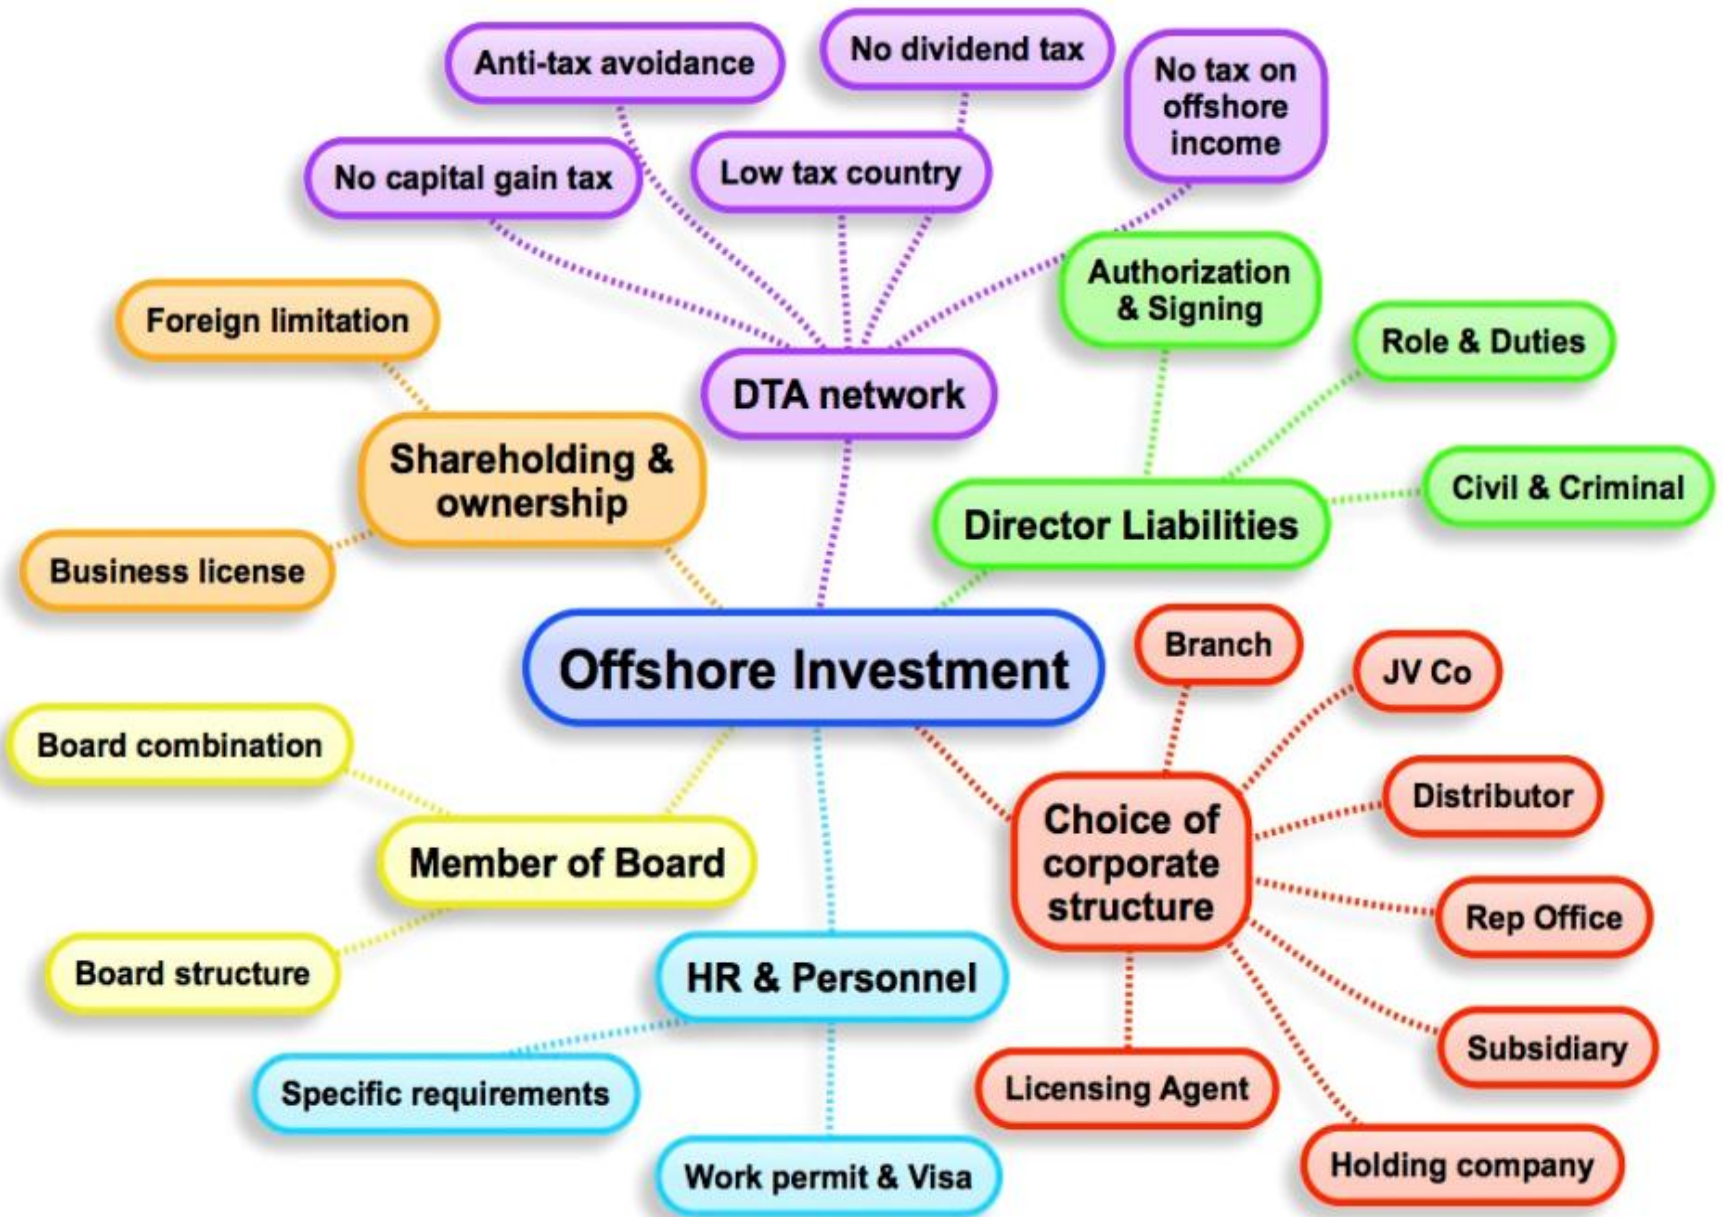 Anti-tax avoidance
No dividend tax
No tax on
offshore
income
No capital gain tax
Low tax country
Authorization
& Signing
Foreign limitation
Role & Duties
DTA network
Shareholding &
ownership
Civil & Criminal
Director Liabilities
Business license
Offshore Investment
Branch
JV Co
Board combination
Distributor
Choice of
corporate
structure
Member of Board
Rep Office
Board structure
HR & Personnel
Subsidiary
Specific requirements
Licensing Agent
Holding company
Work permit & Visa